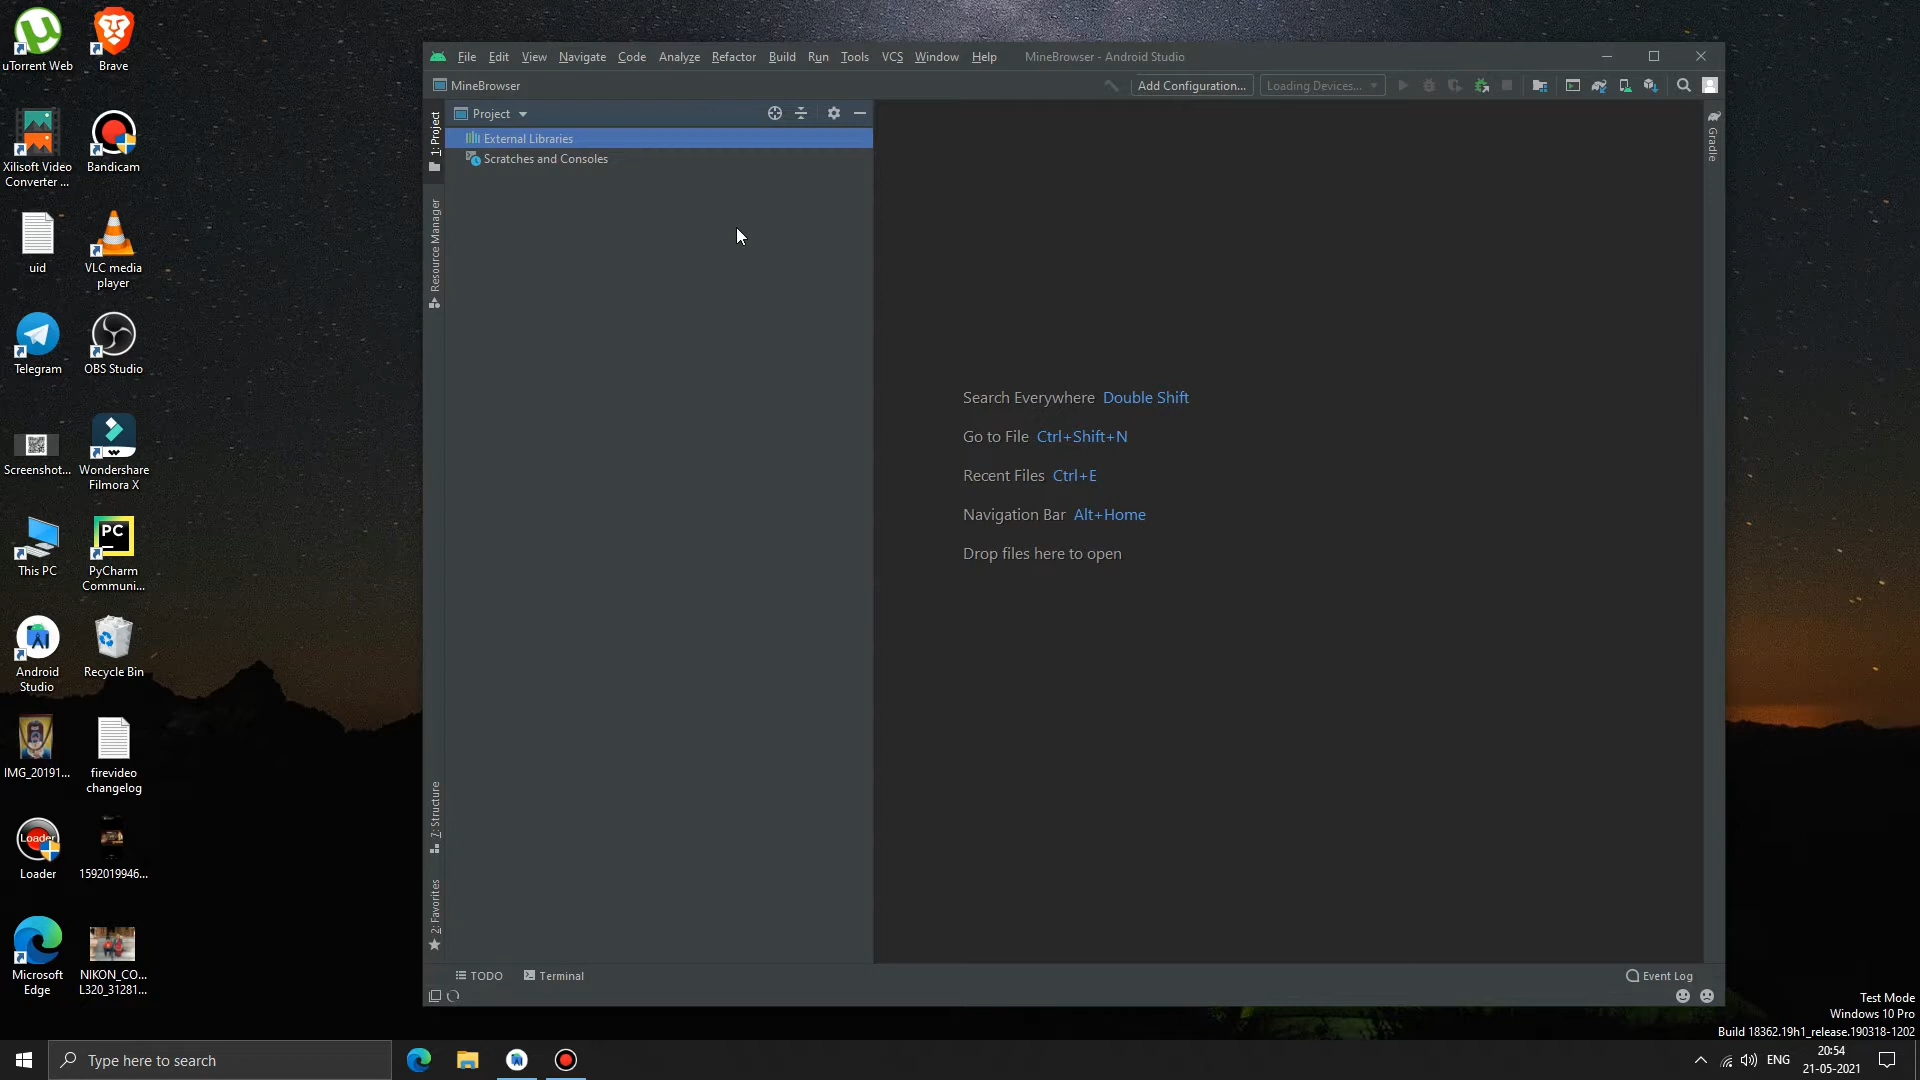 uTorrent Web
Brave
Xilisoft Video
Converter ...
Bandicam
uid
VLC media
player
Telegram
OBS Studio
Screenshot...
Wondershare
Filmora X
This PC
PC
PyCharm
Communi...
Android
Studio
Recycle Bin
IMG_20191...
firevideo
changelog
Loader
Loader
1592019946...
Microsoft
Edge
NIKON_CO...
L320_31281...
File Edit View Navigate Code Analyze Refactor Build Run Tools VCS Window Help MineBrowser - Android Studio
MineBrowser
Add Configuration...
Loading Devices...
1: Project
Project
External Libraries
Scratches and Consoles
Resource Manager
7: Structure
2: Favorites
Gradle
Search Everywhere Double Shift
Go to File Ctrl+Shift+N
Recent Files Ctrl+E
Navigation Bar Alt+Home
Drop files here to open
TODO
Terminal
Event Log
Test Mode
Windows 10 Pro
Build 18362.19h1_release.190318-1202
Type here to search
ENG
20:54
21-05-2021